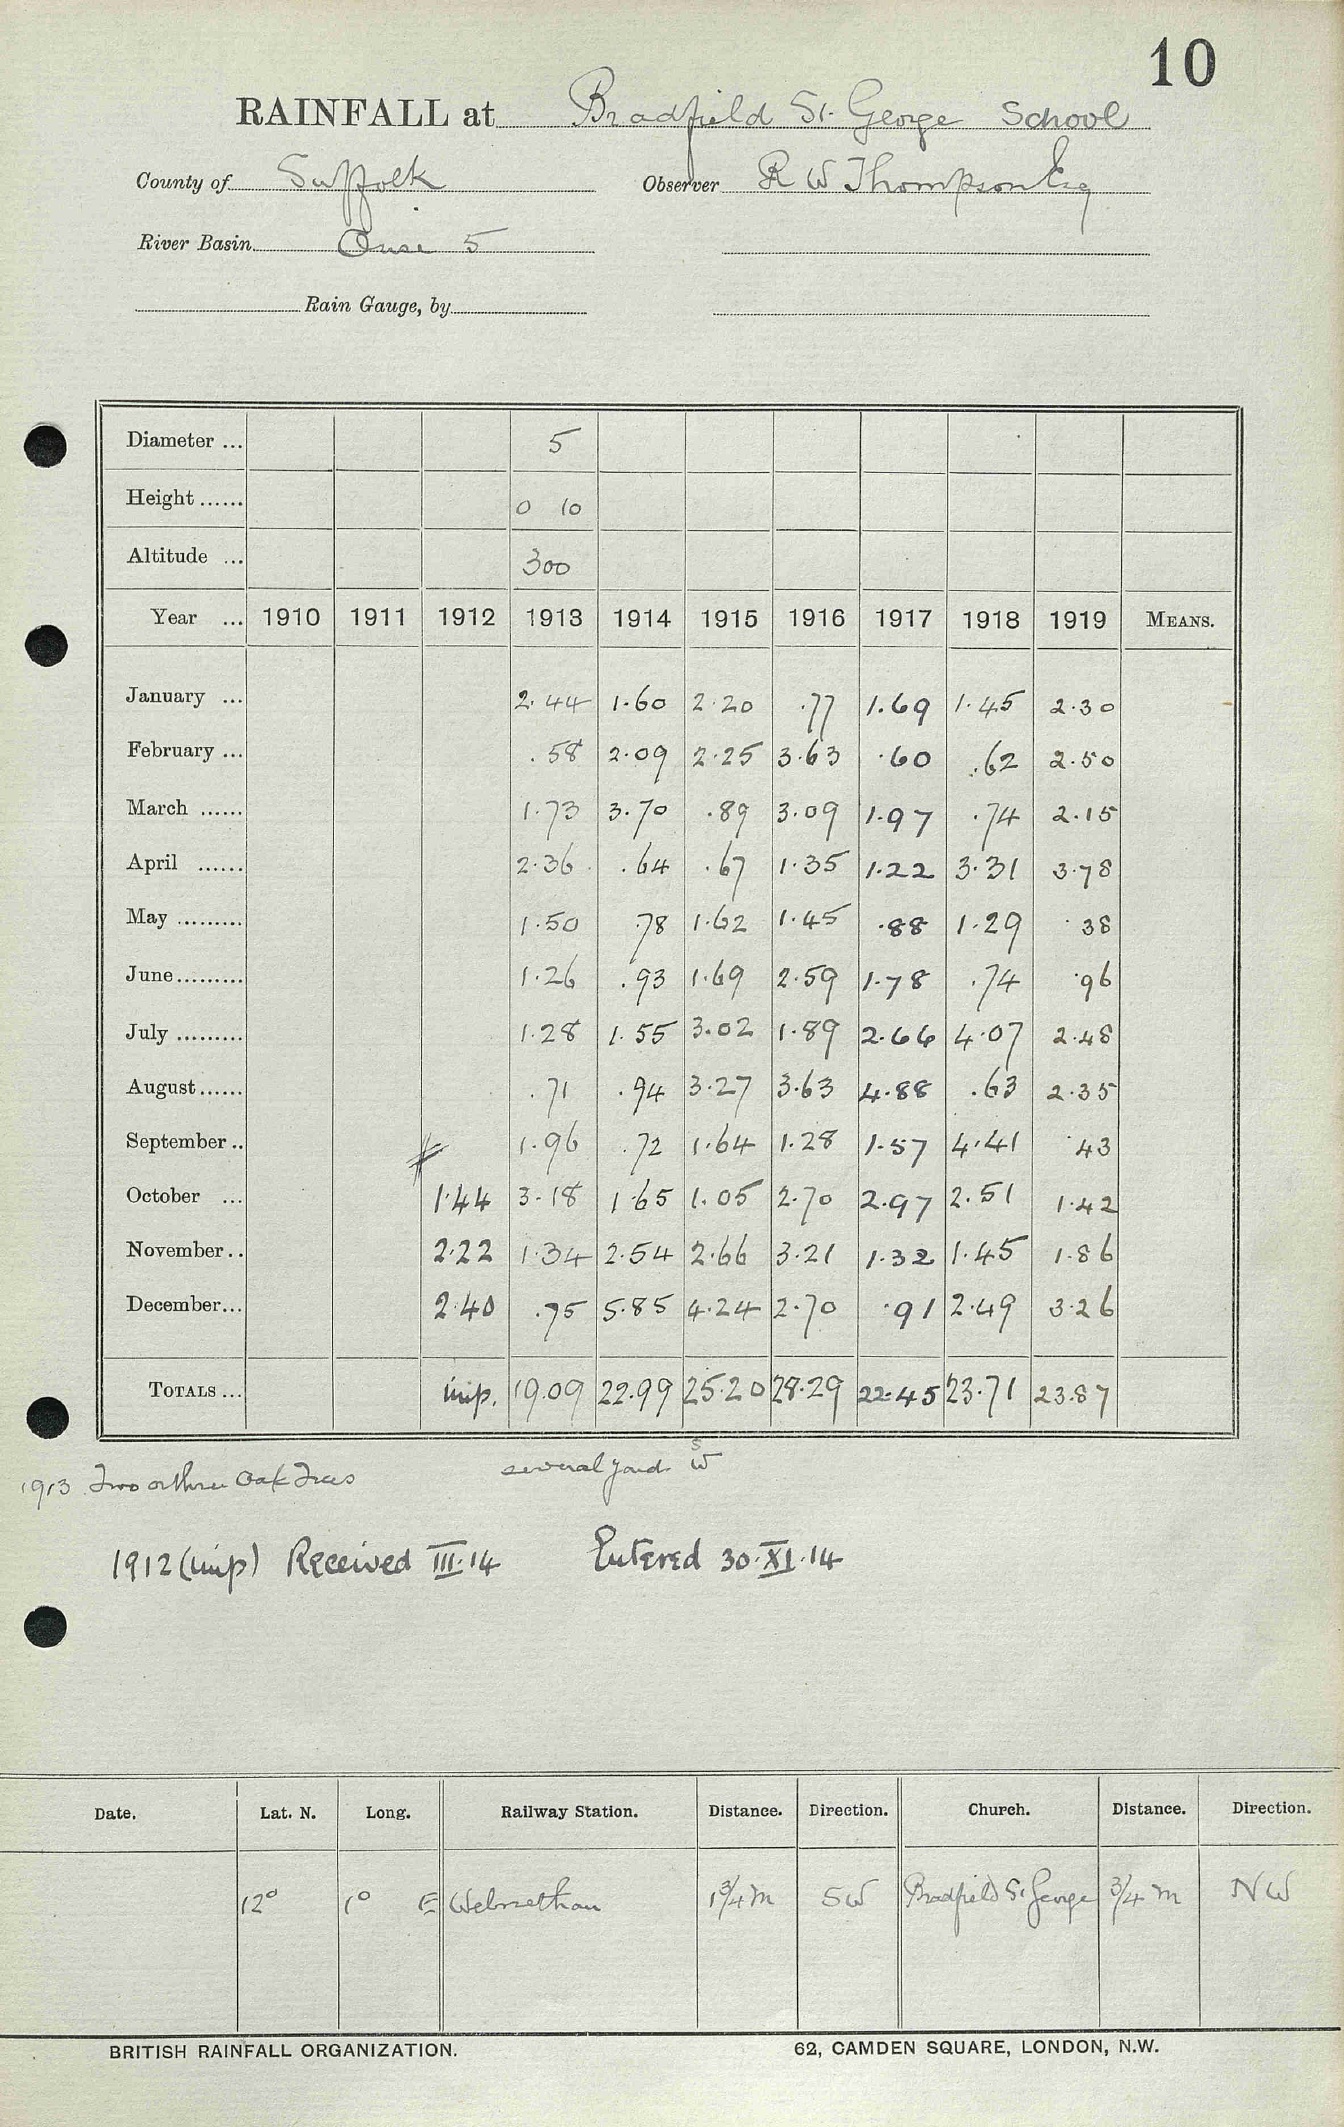 10
RAINFALL at Bradfield St. George School
County of Suffolk Observer R W Thompson Esq
River Basin Ouse 5
Rain Gauge, by
Diameter ... 5
Height ...... 0 10
Altitude ... 300
Year ... 1910 1911 1912 1913 1914 1915 1916 1917 1918 1919 MEANS.
January ... 2.44 1.60 2.20 .77 1.69 1.45 2.30
February ... .58 2.09 2.25 3.63 .60 .62 2.50
March ...... 1.73 3.70 .89 3.09 1.97 .74 2.15
April ...... 2.36 .64 .67 1.35 1.22 3.31 3.78
May ......... 1.50 .78 1.62 1.45 .88 1.29 .38
June......... 1.26 .93 1.69 2.59 1.78 .74 .96
July ......... 1.28 1.55 3.02 1.89 2.66 4.07 2.48
August...... .71 .94 3.27 3.63 4.88 .63 2.35
September.. 1.96 .72 1.64 1.28 1.57 4.41 .43
October ... 1.44 3.18 1.65 1.05 2.70 2.97 2.51 1.42
November.. 2.22 1.34 2.54 2.66 3.21 1.32 1.45 1.86
December... 2.40 .75 5.85 4.24 2.70 .91 2.49 3.26
TOTALS ... imp. 19.09 22.99 25.20 28.29 22.45 23.71 23.87
1913 Two or three Oak Trees several yards SW
1912 (imp) Received III.14 Entered 30.XI.14
Date. Lat. N. Long. Railway Station. Distance. Direction. Church. Distance. Direction.
12° 1° E Welnetham 1 3/4 m SW Bradfield St George 3/4 m NW
BRITISH RAINFALL ORGANIZATION. 62, CAMDEN SQUARE, LONDON, N.W.